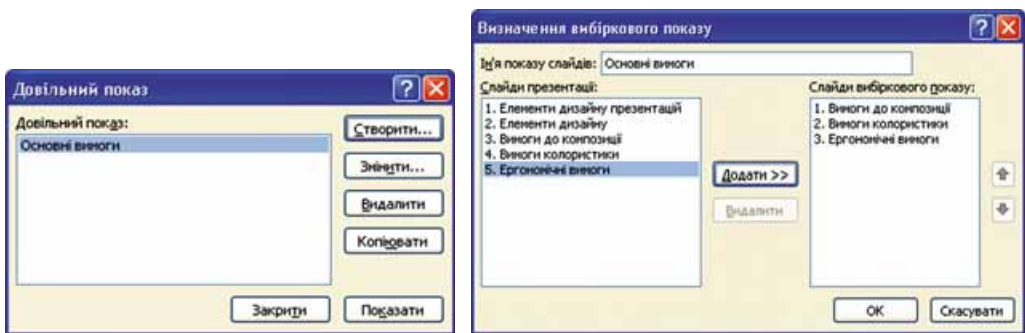 Довільний показ
Довільний показ:
Основні вимоги
Створити...
Змінити...
Видалити
Копіювати
Закрити
Показати
Визначення вибіркового показу
Ім'я показу слайдів: Основні вимоги
Слайди презентації:
1. Елементи дизайну презентацій
2. Елементи дизайну
3. Вимоги до композиції
4. Вимоги колористики
5. Ергономічні вимоги
Додати >>
Видалити
Слайди вибіркового показу:
1. Вимоги до композиції
2. Вимоги колористики
3. Ергономічні вимоги
ОК
Скасувати